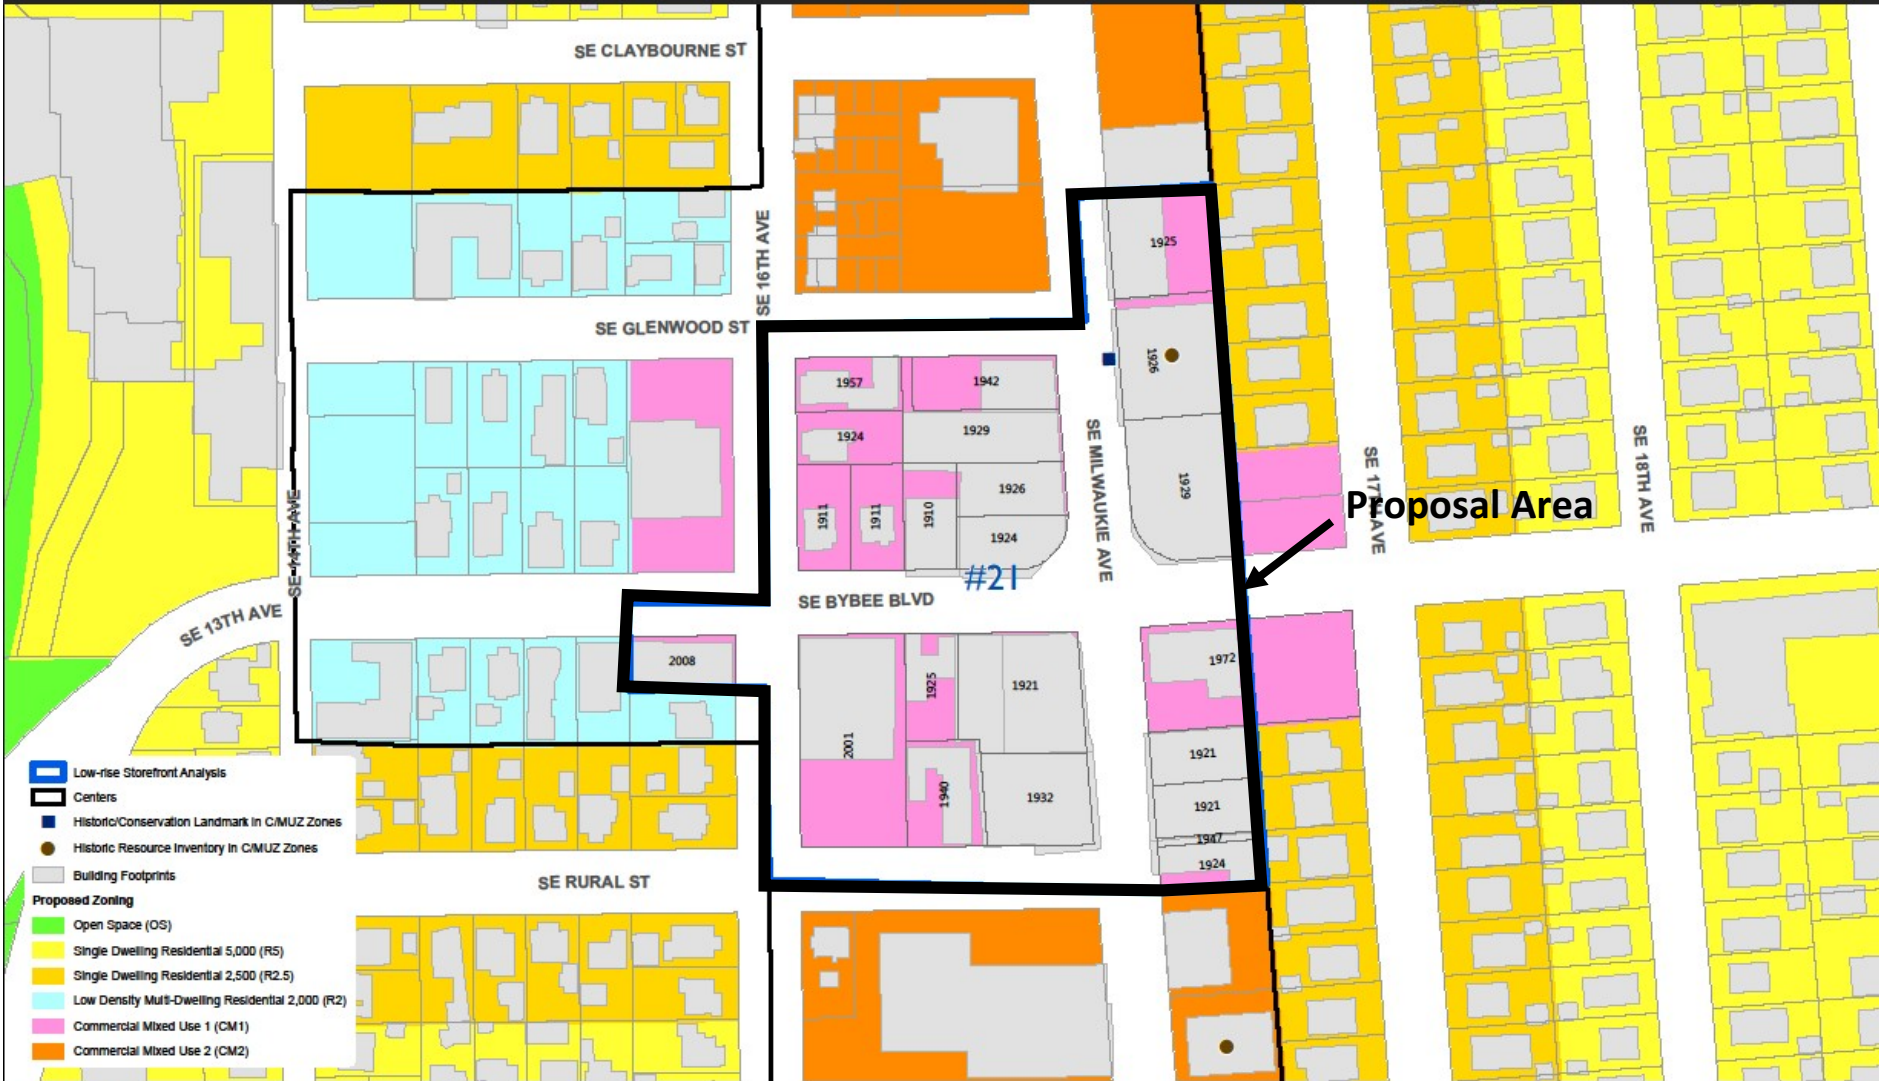 SE CLAYBOURNE ST
SE 16TH AVE
1925
SE GLENWOOD ST
1957
1942
1926
1924
1929
SE MILWAUKIE AVE
SE 17TH AVE
SE 18TH AVE
1926
1929
1911
1911
1910
1924
Proposal Area
SE 14TH AVE
#21
SE BYBEE BLVD
SE 13TH AVE
2008
1925
1921
1972
2001
1921
1940
1932
1921
1947
1924
SE RURAL ST
Low-rise Storefront Analysis
Centers
Historic/Conservation Landmark in C/MUZ Zones
Historic Resource Inventory in C/MUZ Zones
Building Footprints
Proposed Zoning
Open Space (OS)
Single Dwelling Residential 5,000 (R5)
Single Dwelling Residential 2,500 (R2.5)
Low Density Multi-Dwelling Residential 2,000 (R2)
Commercial Mixed Use 1 (CM1)
Commercial Mixed Use 2 (CM2)